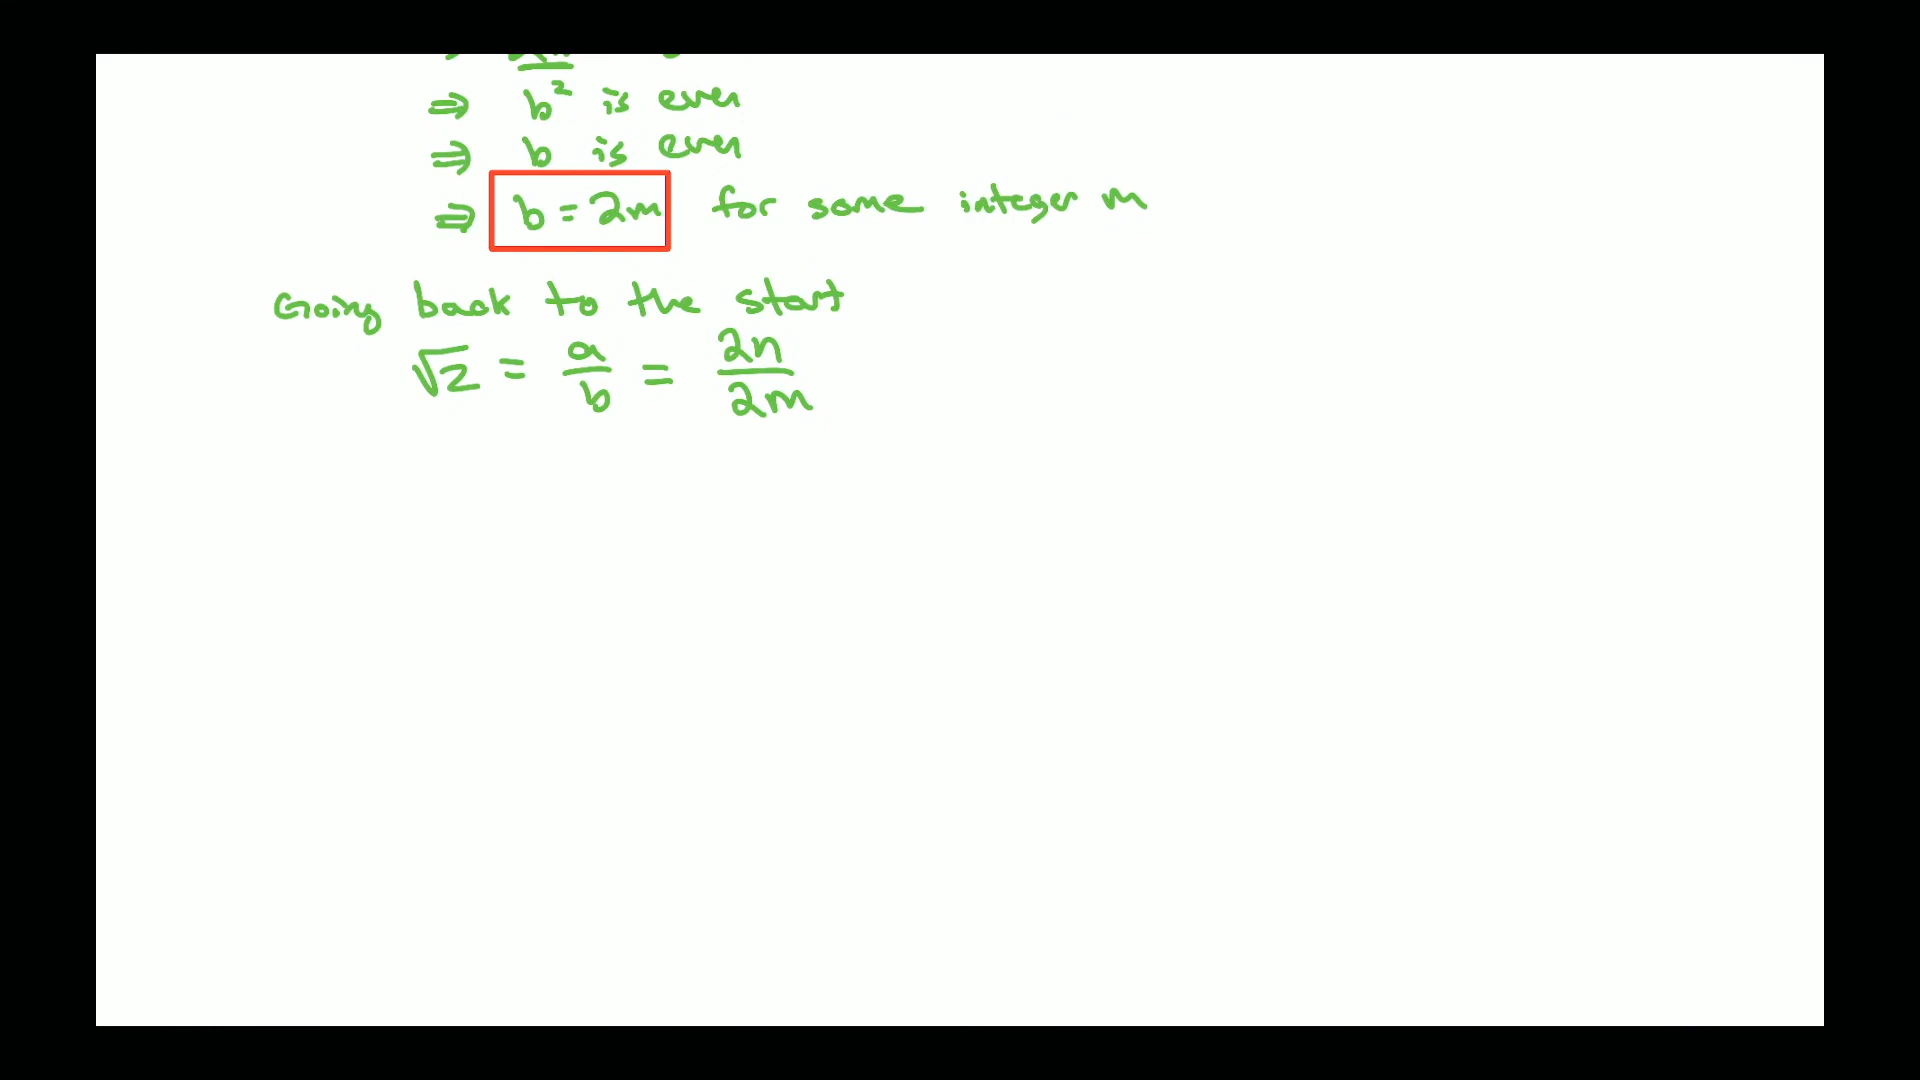 ⇒ b² is even
⇒ b is even
⇒ b = 2m for some integer m
Going back to the start
√2 = a/b = 2n/2m